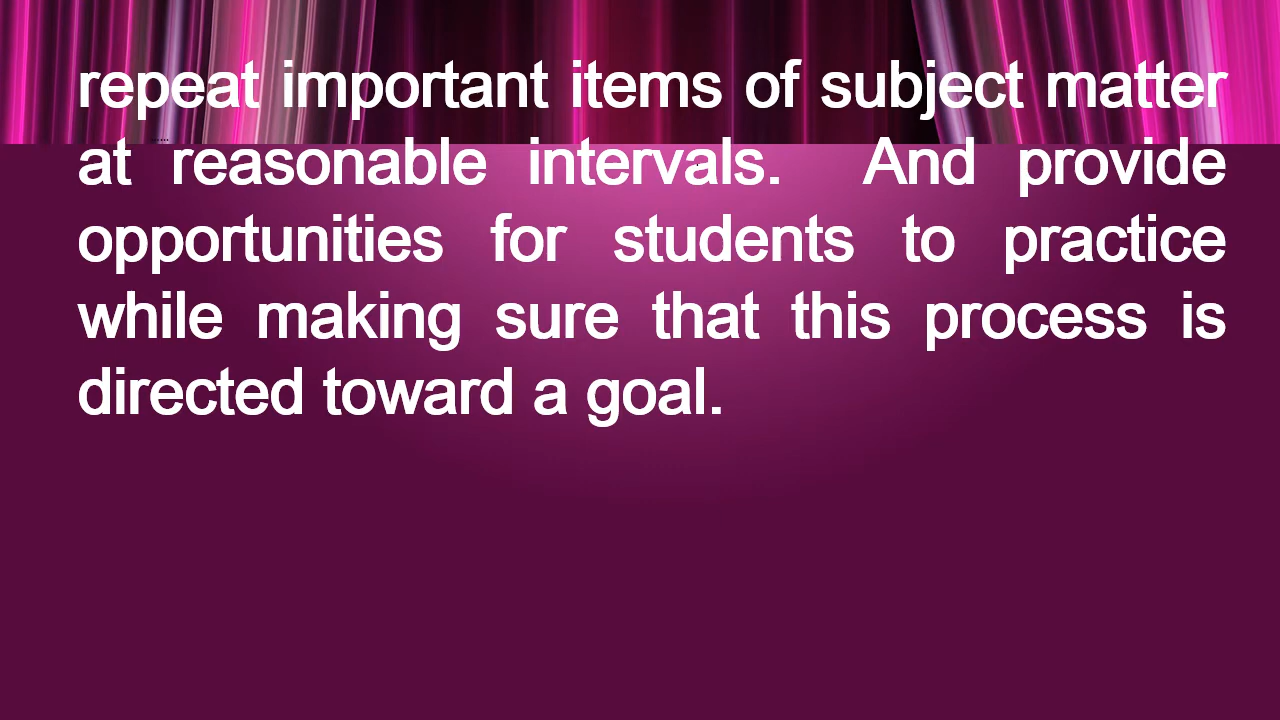 repeat important items of subject matter
at reasonable intervals. And provide
opportunities for students to practice
while making sure that this process is
directed toward a goal.